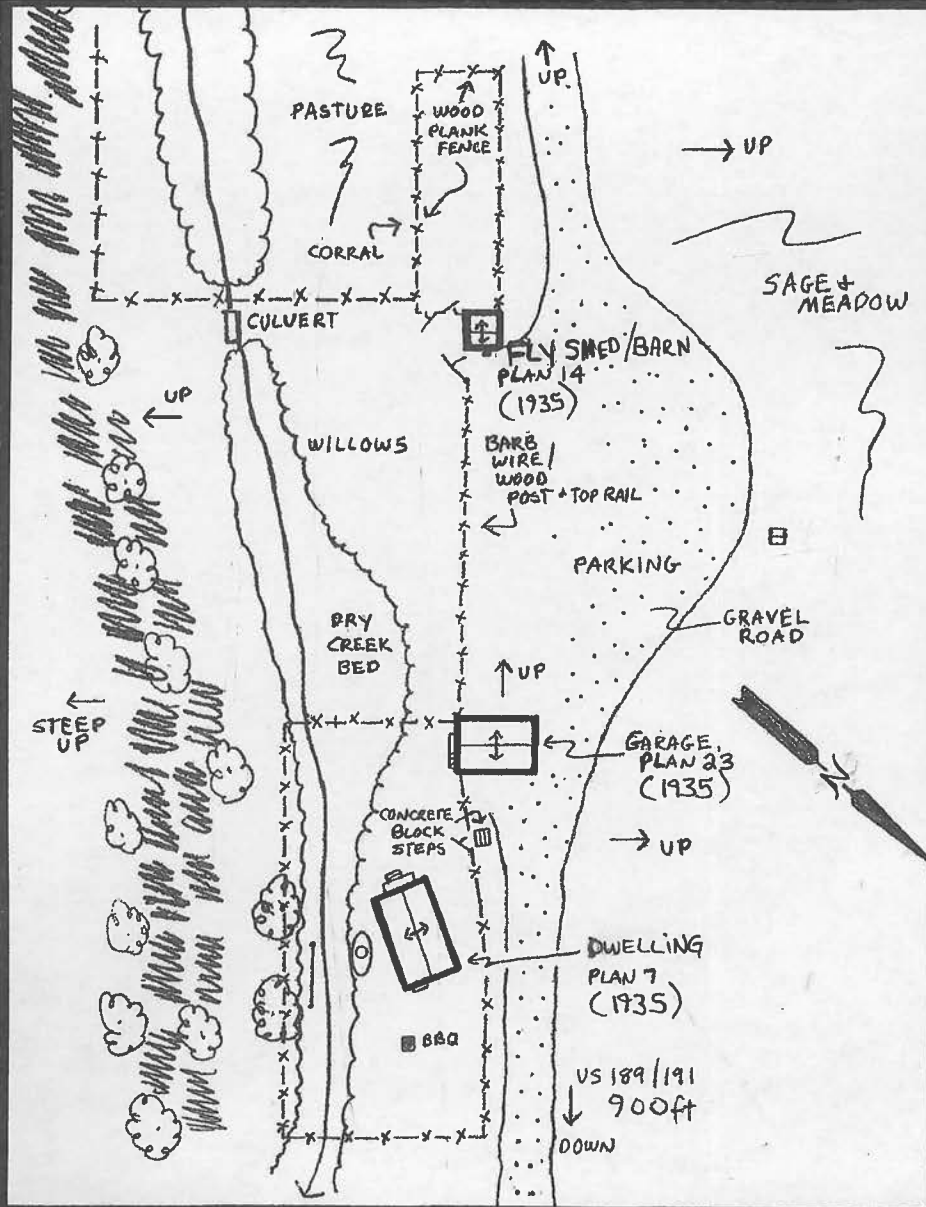 UP
PASTURE
WOOD
PLANK
FENCE
→ UP
CORRAL
SAGE +
MEADOW
CULVERT
FLY SHED/BARN
PLAN 14
(1935)
UP
WILLOWS
BARB
WIRE/
WOOD
POST + TOP RAIL
PARKING
DRY
CREEK
BED
GRAVEL
ROAD
UP
STEEP
UP
GARAGE,
PLAN 23
(1935)
N
CONCRETE
BLOCK
STEPS
→ UP
DWELLING
PLAN 7
(1935)
BBQ
US 189/191
900ft
DOWN